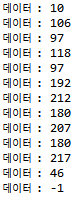 데이터 : 10
데이터 : 106
데이터 : 97
데이터 : 118
데이터 : 97
데이터 : 192
데이터 : 212
데이터 : 180
데이터 : 207
데이터 : 180
데이터 : 217
데이터 : 46
데이터 : -1